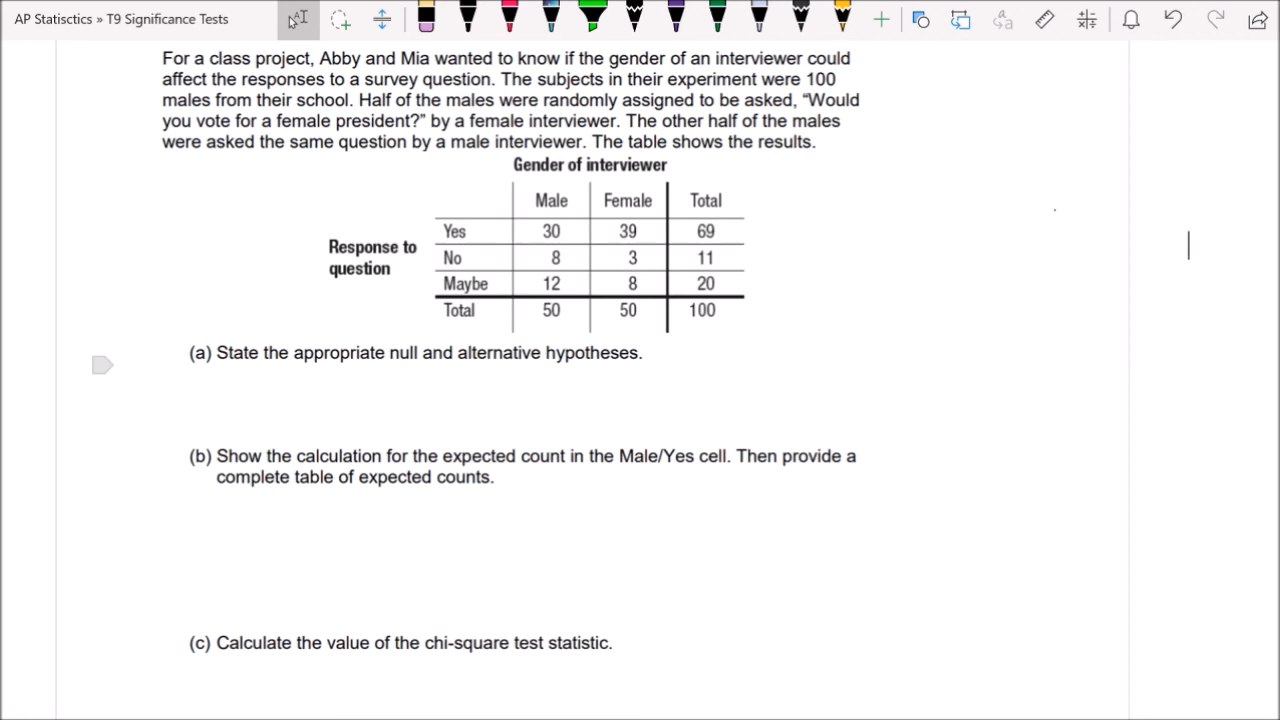 AP Statisctics » T9 Significance Tests
For a class project, Abby and Mia wanted to know if the gender of an interviewer could
affect the responses to a survey question. The subjects in their experiment were 100
males from their school. Half of the males were randomly assigned to be asked, “Would
you vote for a female president?” by a female interviewer. The other half of the males
were asked the same question by a male interviewer. The table shows the results.
Gender of interviewer
Male Female Total
Response to
question
Yes 30 39 69
No 8 3 11
Maybe 12 8 20
Total 50 50 100
(a) State the appropriate null and alternative hypotheses.
(b) Show the calculation for the expected count in the Male/Yes cell. Then provide a
complete table of expected counts.
(c) Calculate the value of the chi-square test statistic.